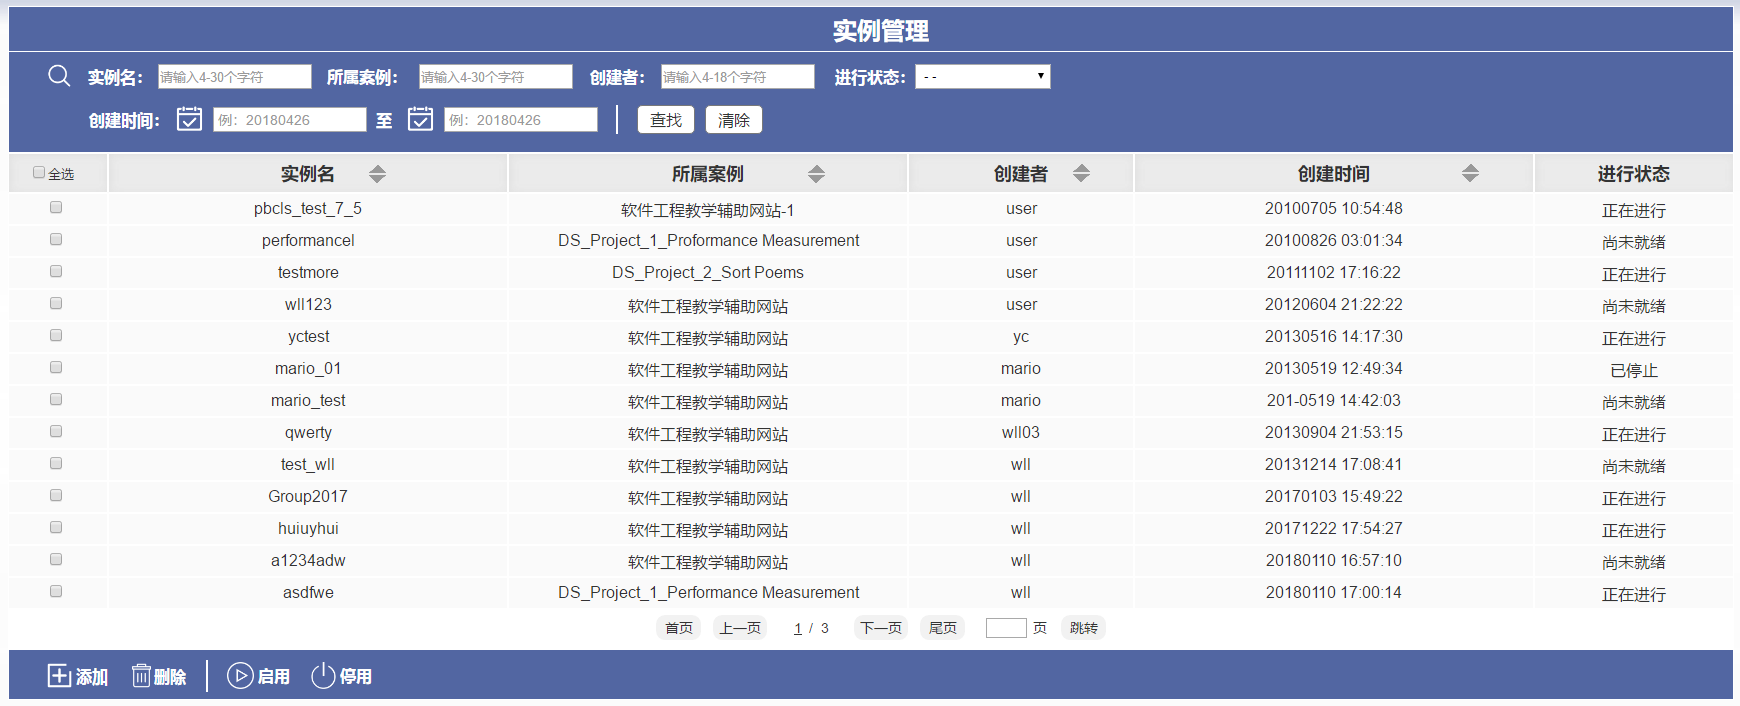 实例管理
实例名： 请输入4-30个字符 所属案例： 请输入4-30个字符 创建者： 请输入4-18个字符 进行状态： - -
创建时间： 例：20180426 至 例：20180426 查找 清除
全选 实例名 所属案例 创建者 创建时间 进行状态
pbcls_test_7_5 软件工程教学辅助网站-1 user 20100705 10:54:48 正在进行
performancel DS_Project_1_Proformance Measurement user 20100826 03:01:34 尚未就绪
testmore DS_Project_2_Sort Poems user 20111102 17:16:22 正在进行
wll123 软件工程教学辅助网站 user 20120604 21:22:22 尚未就绪
yctest 软件工程教学辅助网站 yc 20130516 14:17:30 正在进行
mario_01 软件工程教学辅助网站 mario 20130519 12:49:34 已停止
mario_test 软件工程教学辅助网站 mario 201-0519 14:42:03 尚未就绪
qwerty 软件工程教学辅助网站 wll03 20130904 21:53:15 正在进行
test_wll 软件工程教学辅助网站 wll 20131214 17:08:41 尚未就绪
Group2017 软件工程教学辅助网站 wll 20170103 15:49:22 正在进行
huiuyhui 软件工程教学辅助网站 wll 20171222 17:54:27 正在进行
a1234adw 软件工程教学辅助网站 wll 20180110 16:57:10 尚未就绪
asdfwe DS_Project_1_Performance Measurement wll 20180110 17:00:14 正在进行
首页 上一页 1 / 3 下一页 尾页 页 跳转
添加 删除 启用 停用